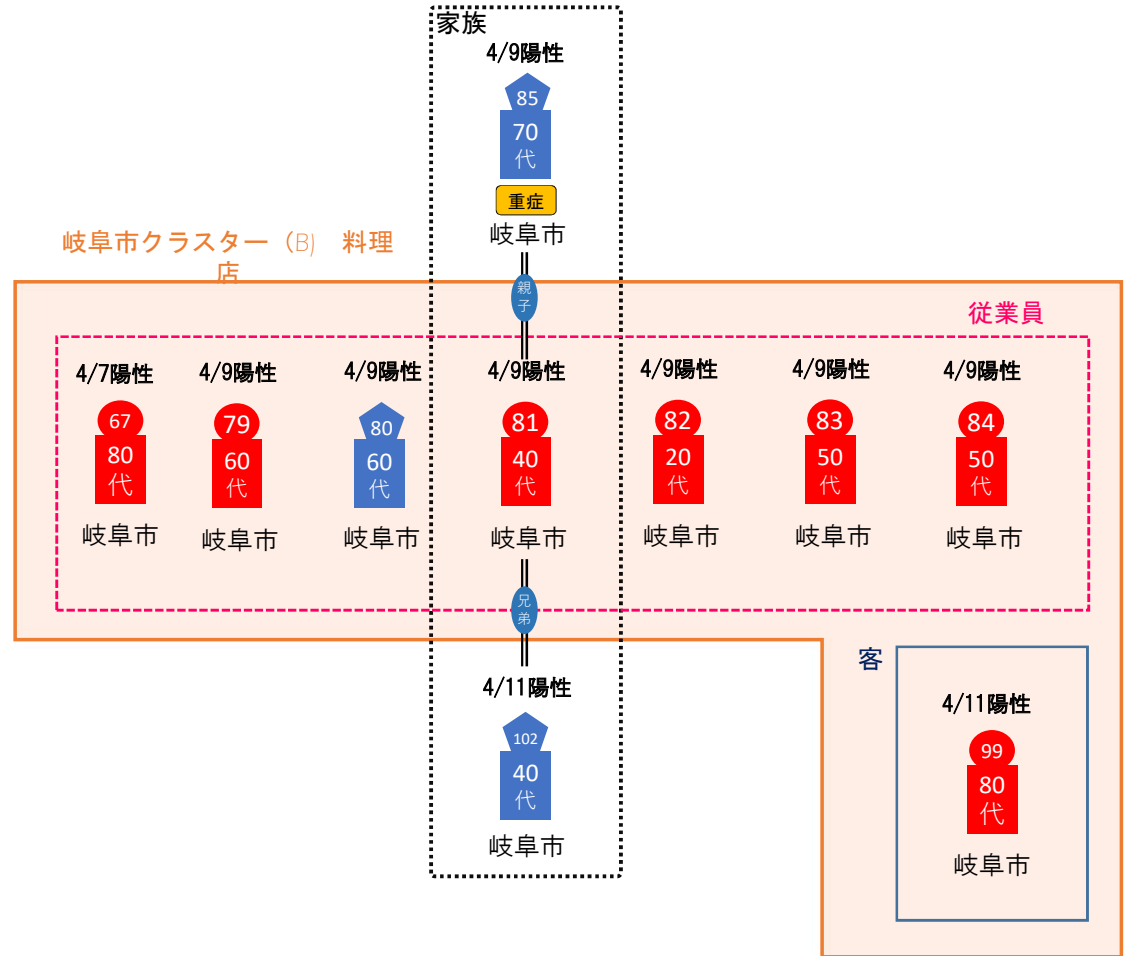 家族
4/9陽性
85
70
代
重症
岐阜市
岐阜市クラスター（B)　料理
店
親
子
従業員
4/7陽性
67
80
代
岐阜市
4/9陽性
79
60
代
岐阜市
4/9陽性
80
60
代
岐阜市
4/9陽性
81
40
代
岐阜市
4/9陽性
82
20
代
岐阜市
4/9陽性
83
50
代
岐阜市
4/9陽性
84
50
代
岐阜市
兄
弟
4/11陽性
102
40
代
岐阜市
客
4/11陽性
99
80
代
岐阜市